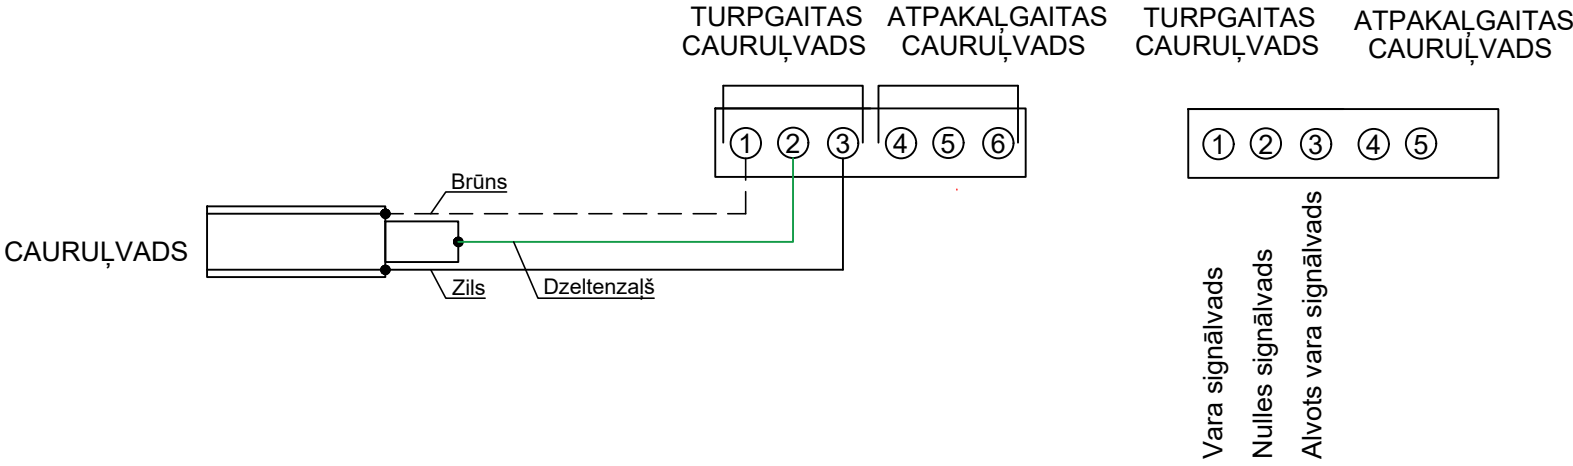 TURPGAITAS
CAURUĻVADS
ATPAKAĻGAITAS
CAURUĻVADS
TURPGAITAS
CAURUĻVADS
ATPAKAĻGAITAS
CAURUĻVADS
1 2 3 4 5 6
1 2 3 4 5
Brūns
CAURUĻVADS
Zils
Dzeltenzaļš
Vara signālvads
Nulles signālvads
Alvots vara signālvads